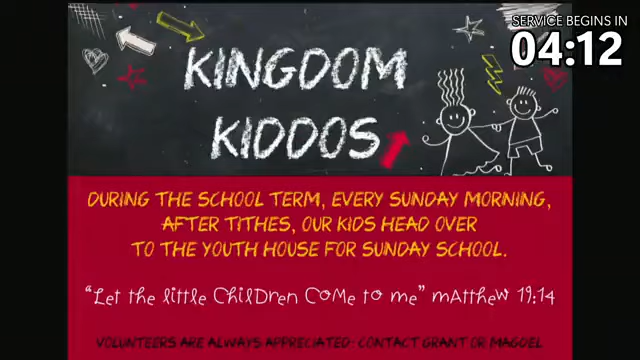 SERVICE BEGINS IN
04:12
KINGDOM
KIDDOS
DURING THE SCHOOL TERM, EVERY SUNDAY MORNING,
AFTER TITHES, OUR KIDS HEAD OVER
TO THE YOUTH HOUSE FOR SUNDAY SCHOOL.
"Let the little ChilDren CoMe to me" mAtthew 19:14
VOLUNTEERS ARE ALWAYS APPRECIATED- CONTACT GRANT OR MAGDEL